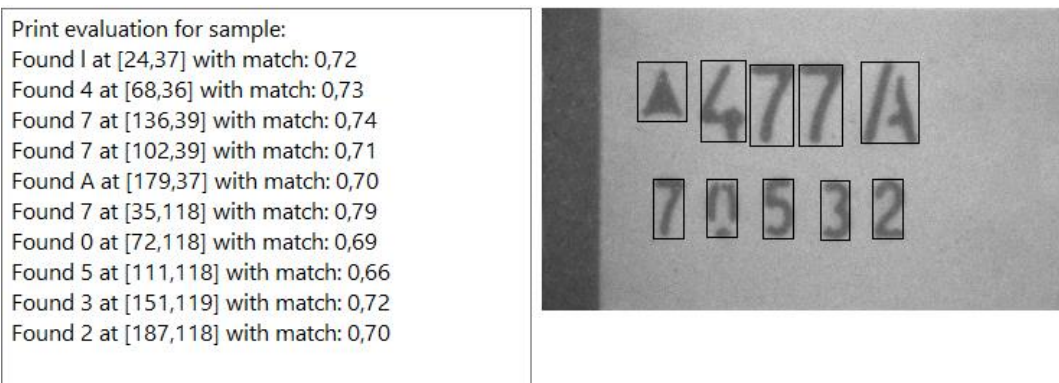 Print evaluation for sample:
Found l at [24,37] with match: 0,72
Found 4 at [68,36] with match: 0,73
Found 7 at [136,39] with match: 0,74
Found 7 at [102,39] with match: 0,71
Found A at [179,37] with match: 0,70
Found 7 at [35,118] with match: 0,79
Found 0 at [72,118] with match: 0,69
Found 5 at [111,118] with match: 0,66
Found 3 at [151,119] with match: 0,72
Found 2 at [187,118] with match: 0,70
477A
70532